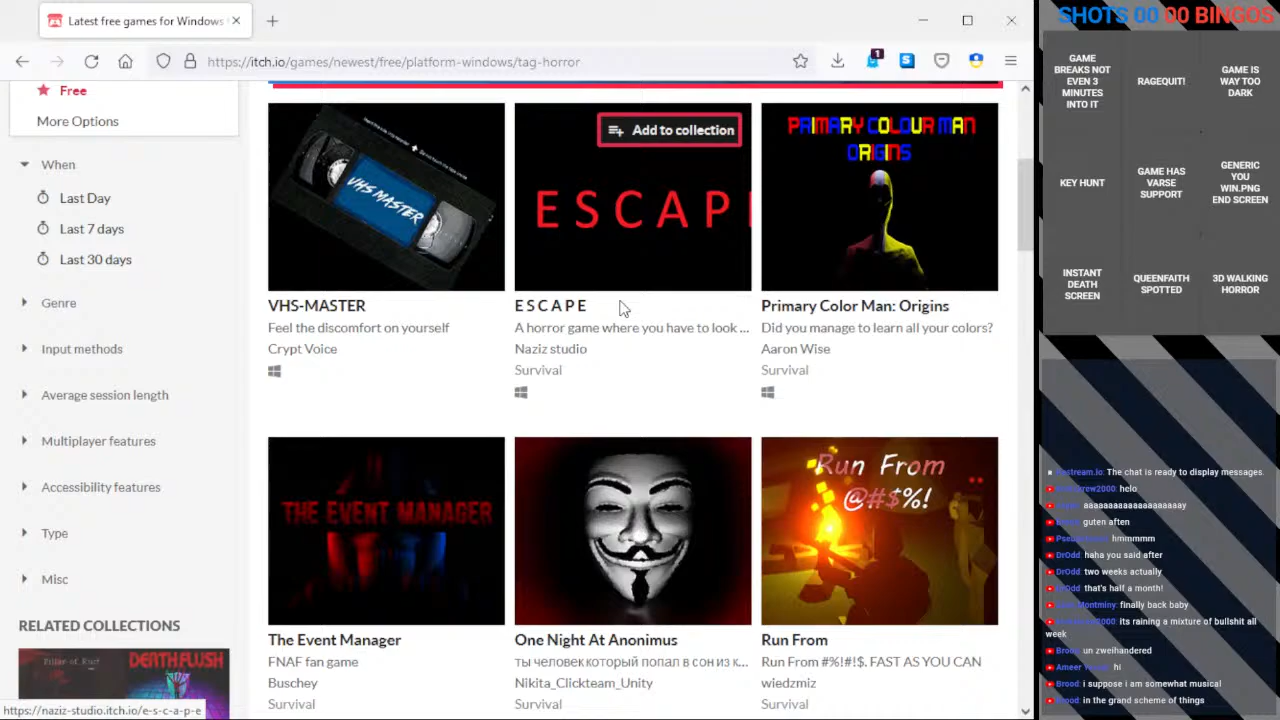 Latest free games for Windows
SHOTS 00 00 BINGOS
https://itch.io/games/newest/free/platform-windows/tag-horror
1
Free
More Options
When
Last Day
Last 7 days
Last 30 days
Genre
Input methods
Average session length
Multiplayer features
Accessibility features
Type
Misc
RELATED COLLECTIONS
DEATHFLUSH
https://naziz-studio.itch.io/e-s-c-a-p-e
VHS MASTER
Add to collection
ESCAPE
PRIMARY COLOUR MAN
ORIGINS
VHS-MASTER
Feel the discomfort on yourself
Crypt Voice
E S C A P E
A horror game where you have to look ...
Naziz studio
Survival
Primary Color Man: Origins
Did you manage to learn all your colors?
Aaron Wise
Survival
THE EVENT MANAGER
Run From
@#$%!
The Event Manager
FNAF fan game
Buschey
Survival
One Night At Anonimus
ты человек который попал в сон из к...
Nikita_Clickteam_Unity
Survival
Run From
Run From #%!#!$. FAST AS YOU CAN
wiedzmiz
Survival
GAME
BREAKS NOT
EVEN 3
MINUTES
INTO IT
RAGEQUIT!
GAME IS
WAY TOO
DARK
KEY HUNT
GAME HAS
VARSE
SUPPORT
GENERIC
YOU
WIN.PNG
END SCREEN
INSTANT
DEATH
SCREEN
QUEENFAITH
SPOTTED
3D WALKING
HORROR
Restream.io: The chat is ready to display messages.
helo
aaaaaaaaaaaaaaaaaaay
guten aften
hmmmmm
DrOdd: haha you said after
DrOdd: two weeks actually
DrOdd: that's half a month!
Montminy: finally back baby
its raining a mixture of bullshit all
week
Brood: un zweihandered
Ameer hi
Brood: i suppose i am somewhat musical
Brood: in the grand scheme of things